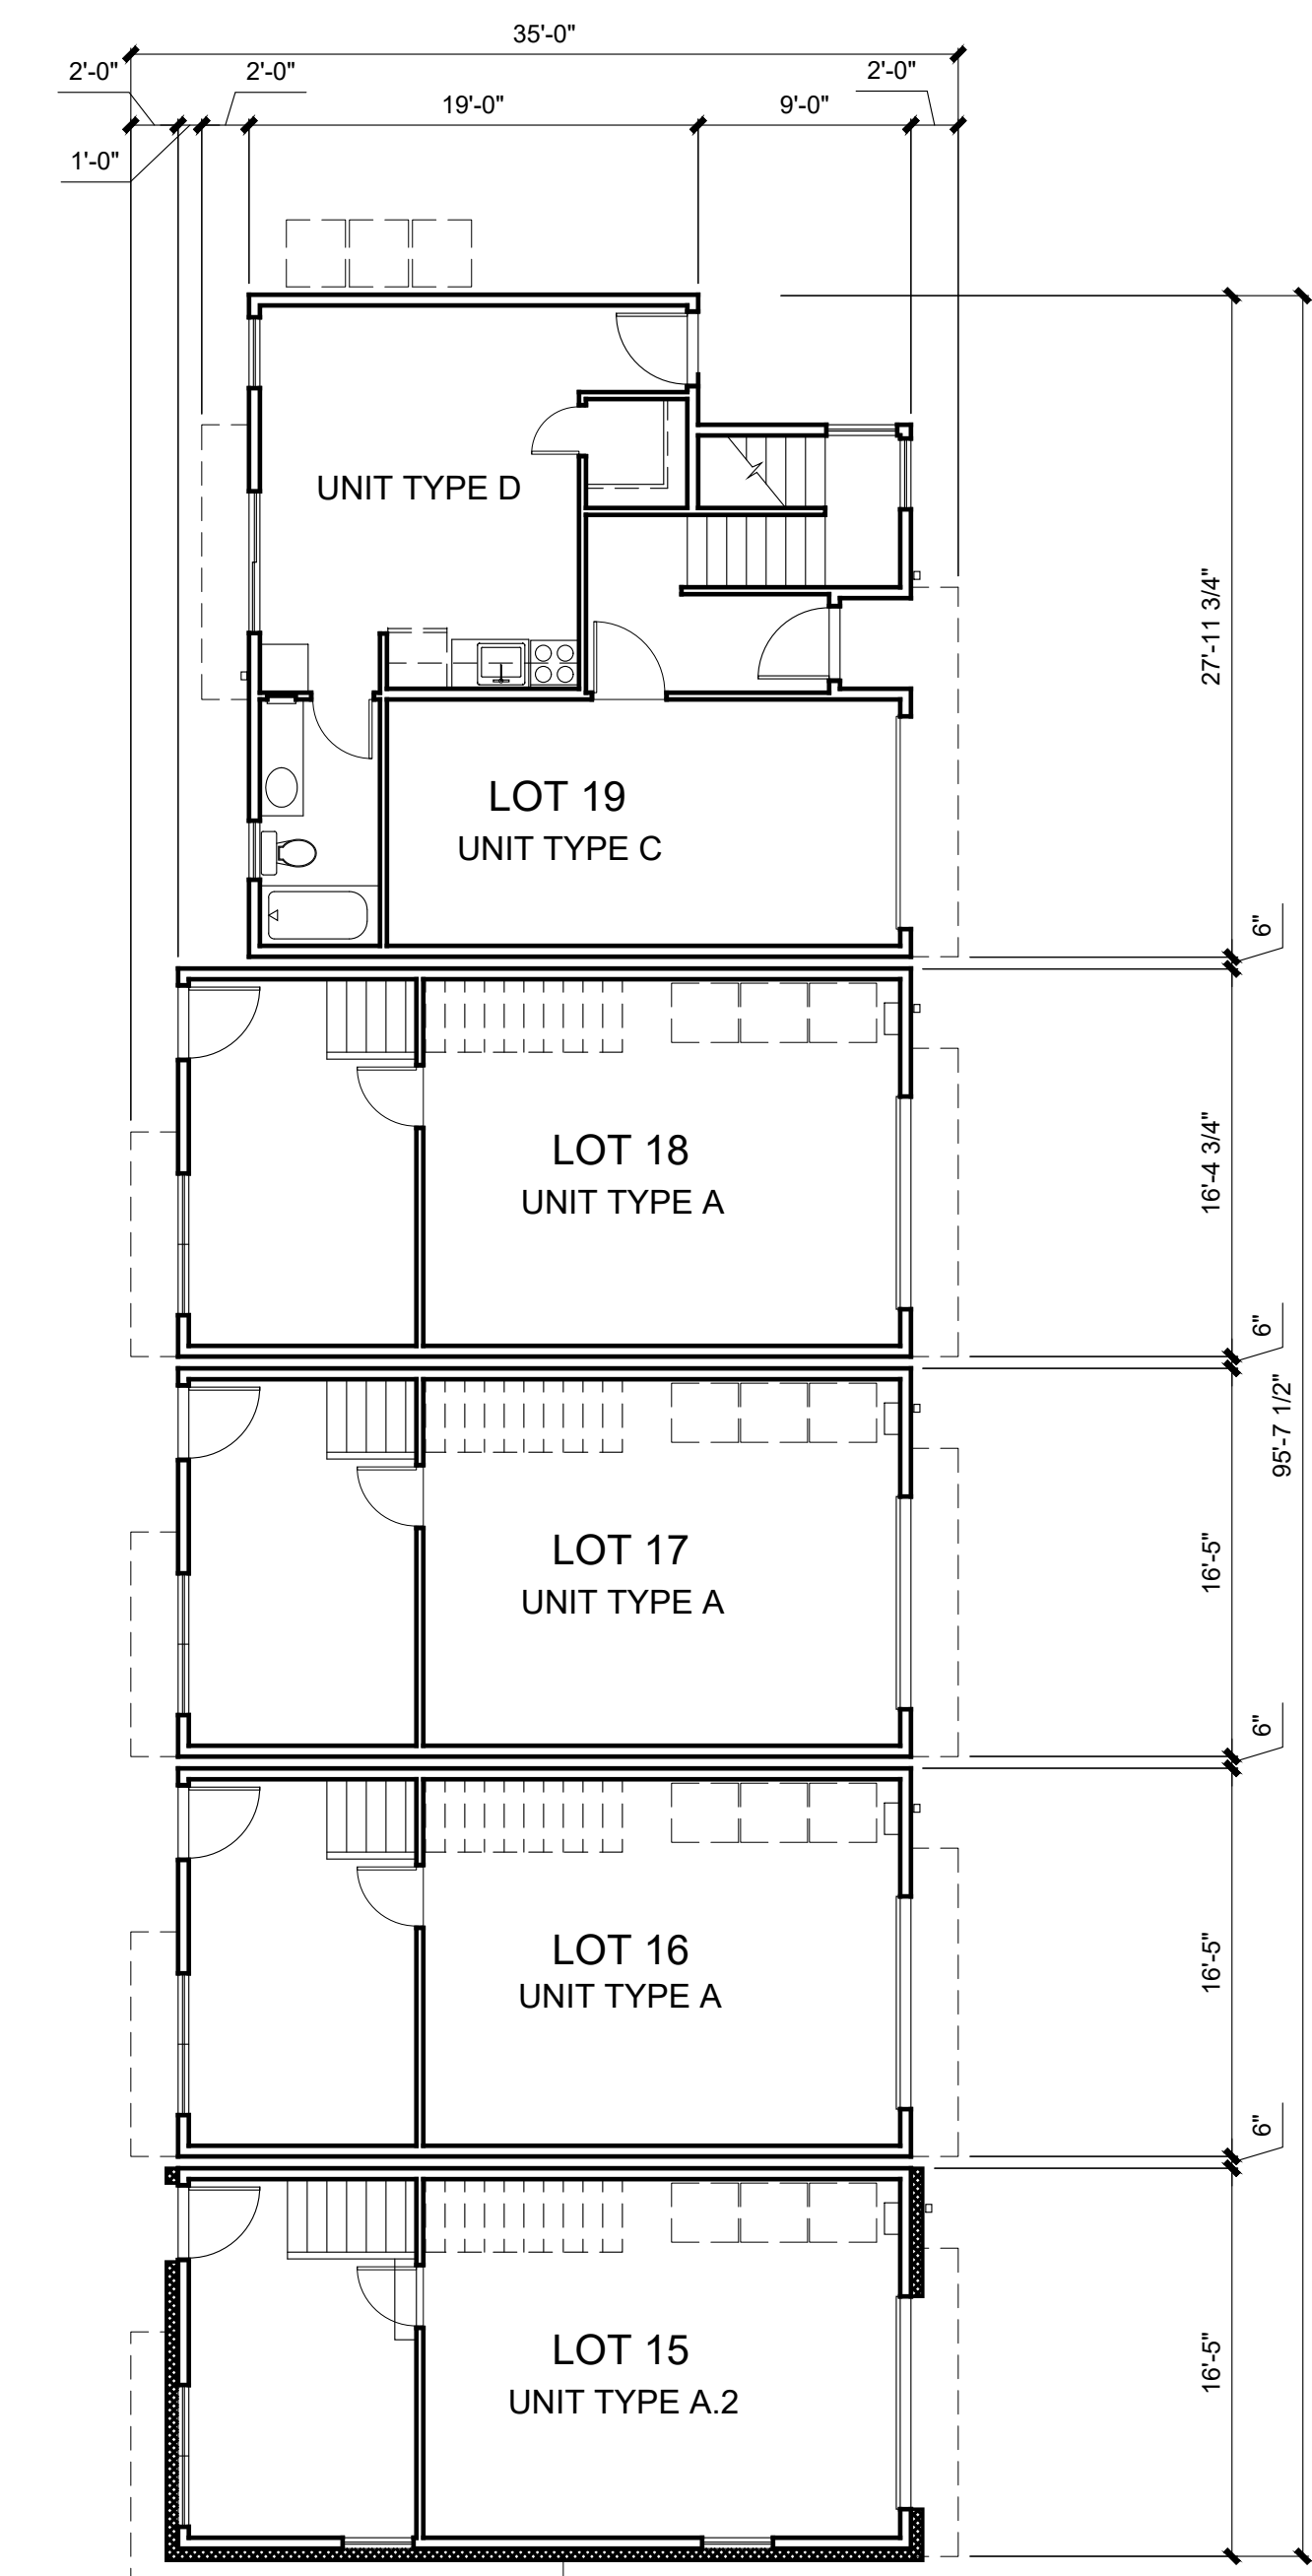 35'-0"
2'-0"
2'-0"
2'-0"
19'-0"
9'-0"
1'-0"
UNIT TYPE D
27'-11 3/4"
LOT 19
UNIT TYPE C
6"
LOT 18
UNIT TYPE A
16'-4 3/4"
6"
95'-7 1/2"
LOT 17
UNIT TYPE A
16'-5"
6"
LOT 16
UNIT TYPE A
16'-5"
6"
LOT 15
UNIT TYPE A.2
16'-5"